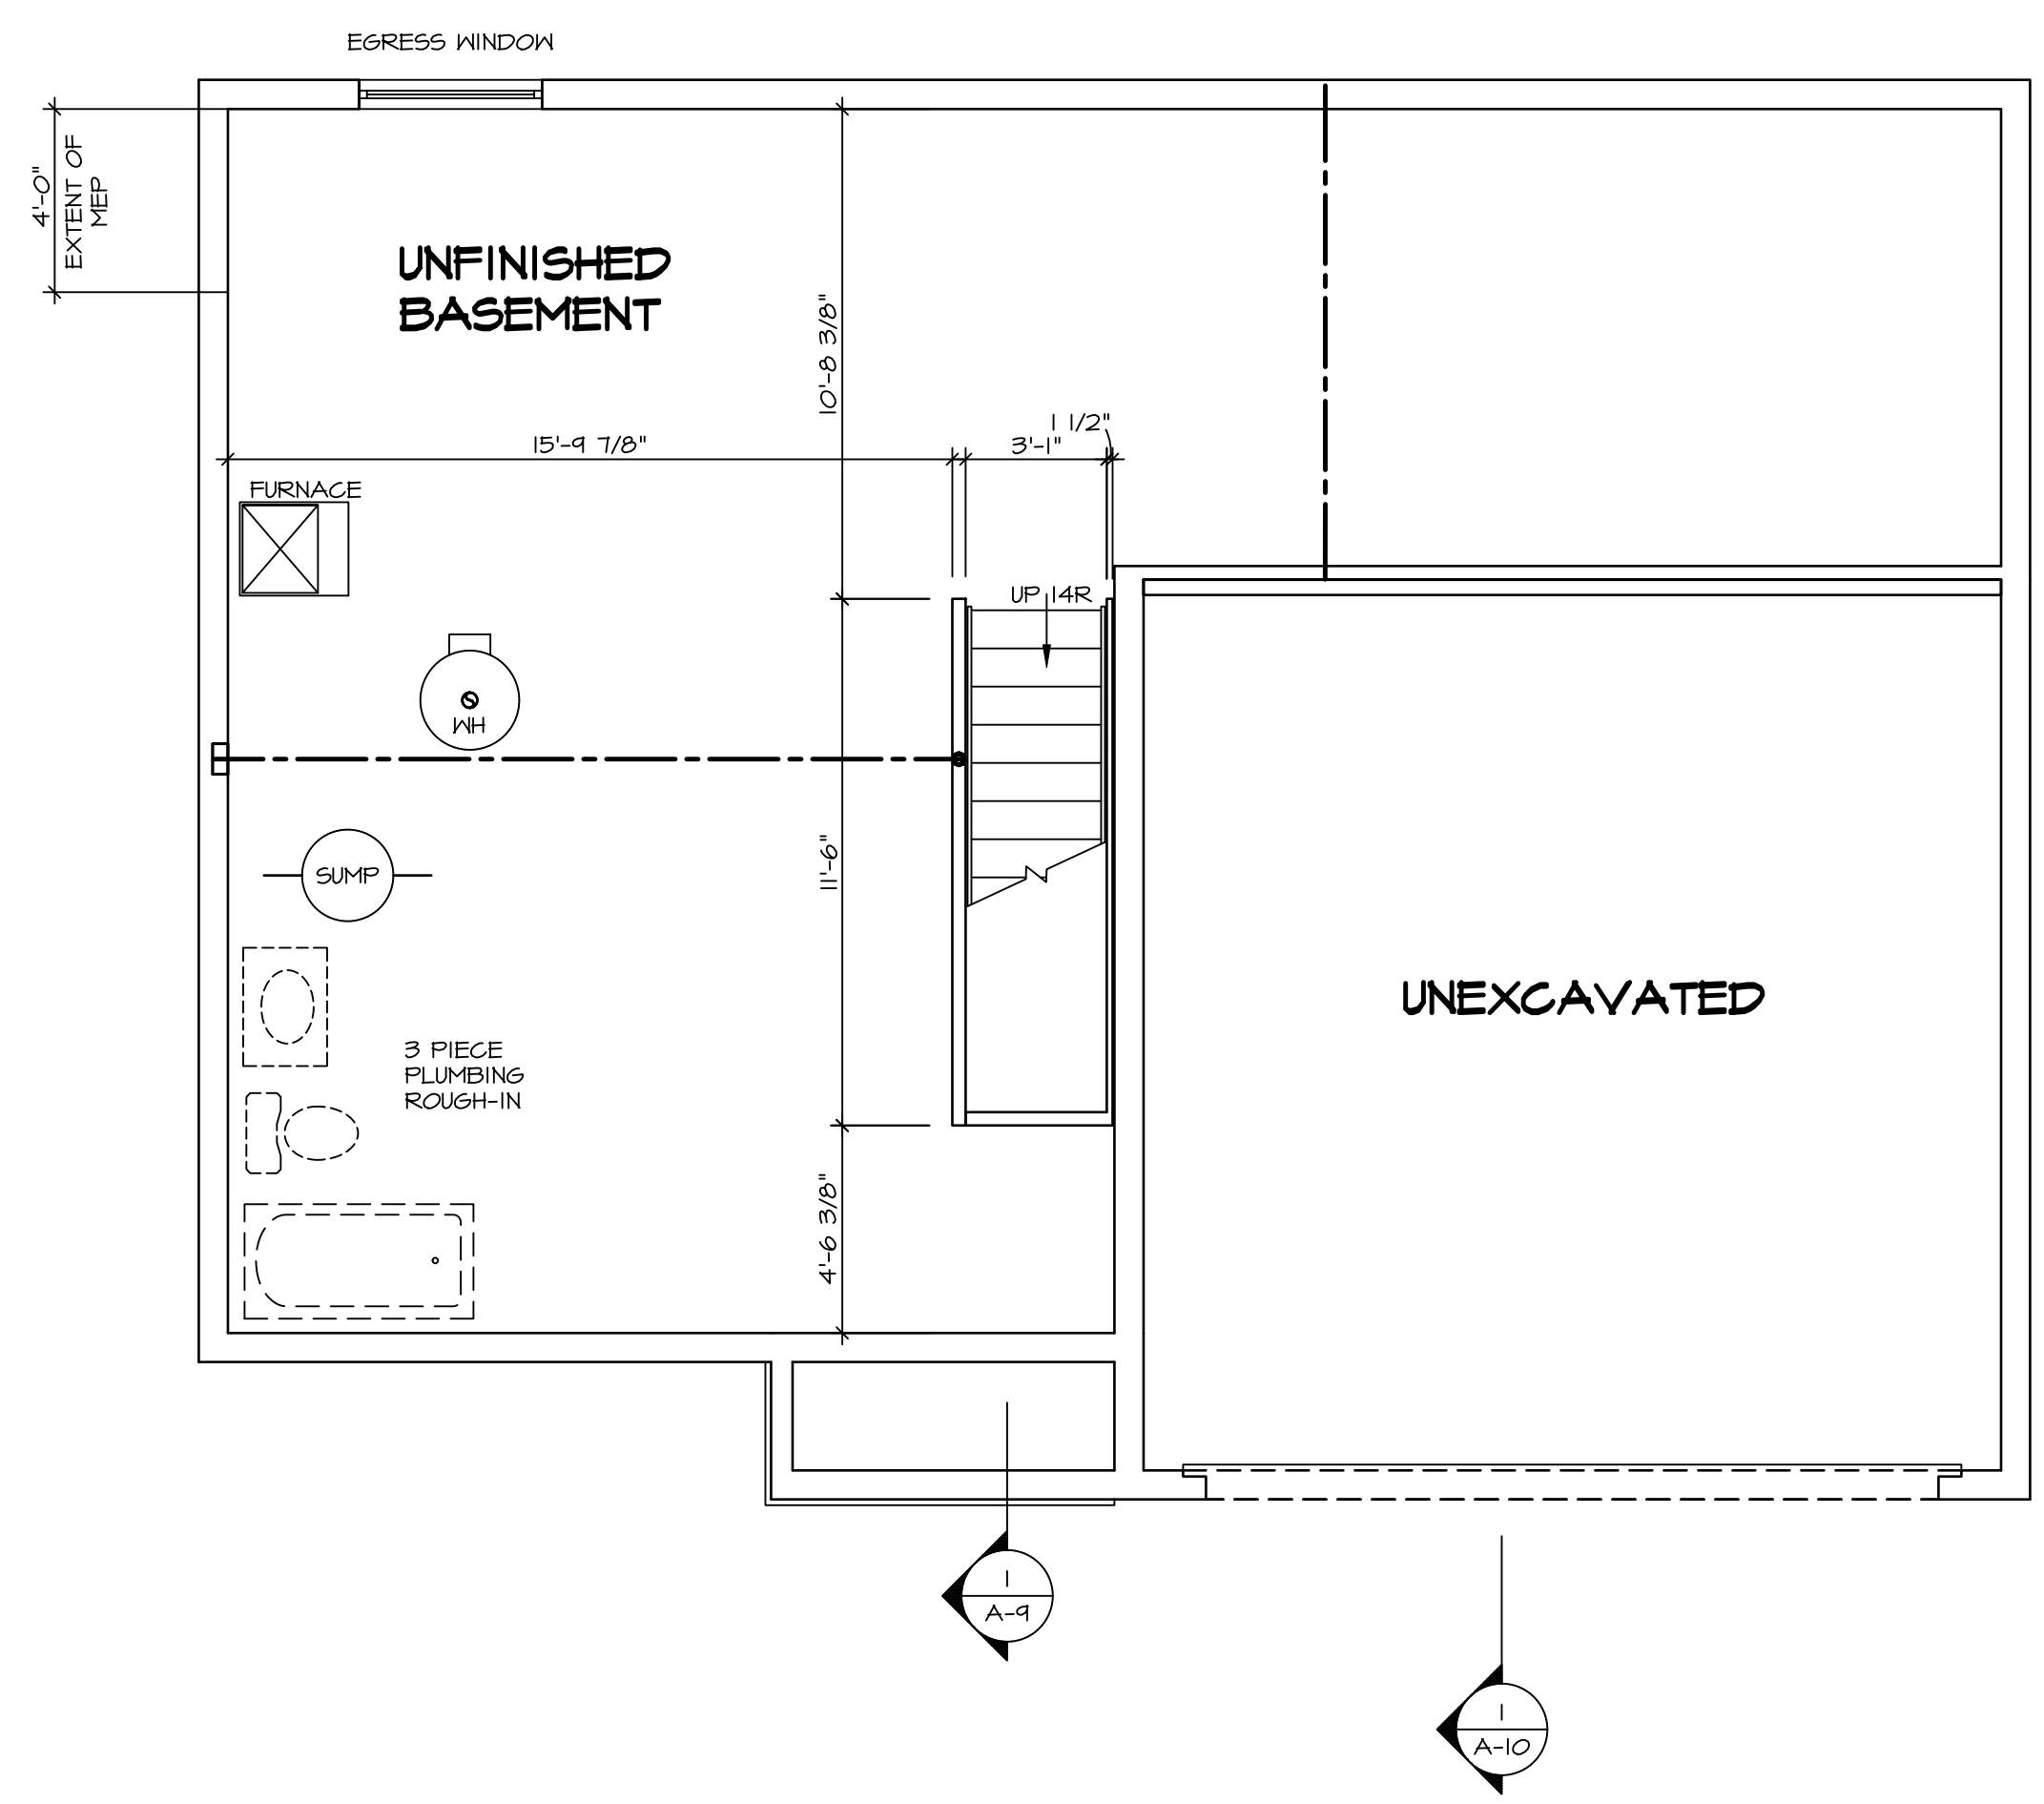 EGRESS WINDOW
4'-0"
EXTENT OF
MEP
UNFINISHED
BASEMENT
10'-8 3/8"
1 1/2"
15'-9 7/8"
3'-1"
FURNACE
UP 14R
WH
11'-6"
SUMP
UNEXCAVATED
3 PIECE
PLUMBING
ROUGH-IN
4'-6 3/8"
1
A-9
1
A-10